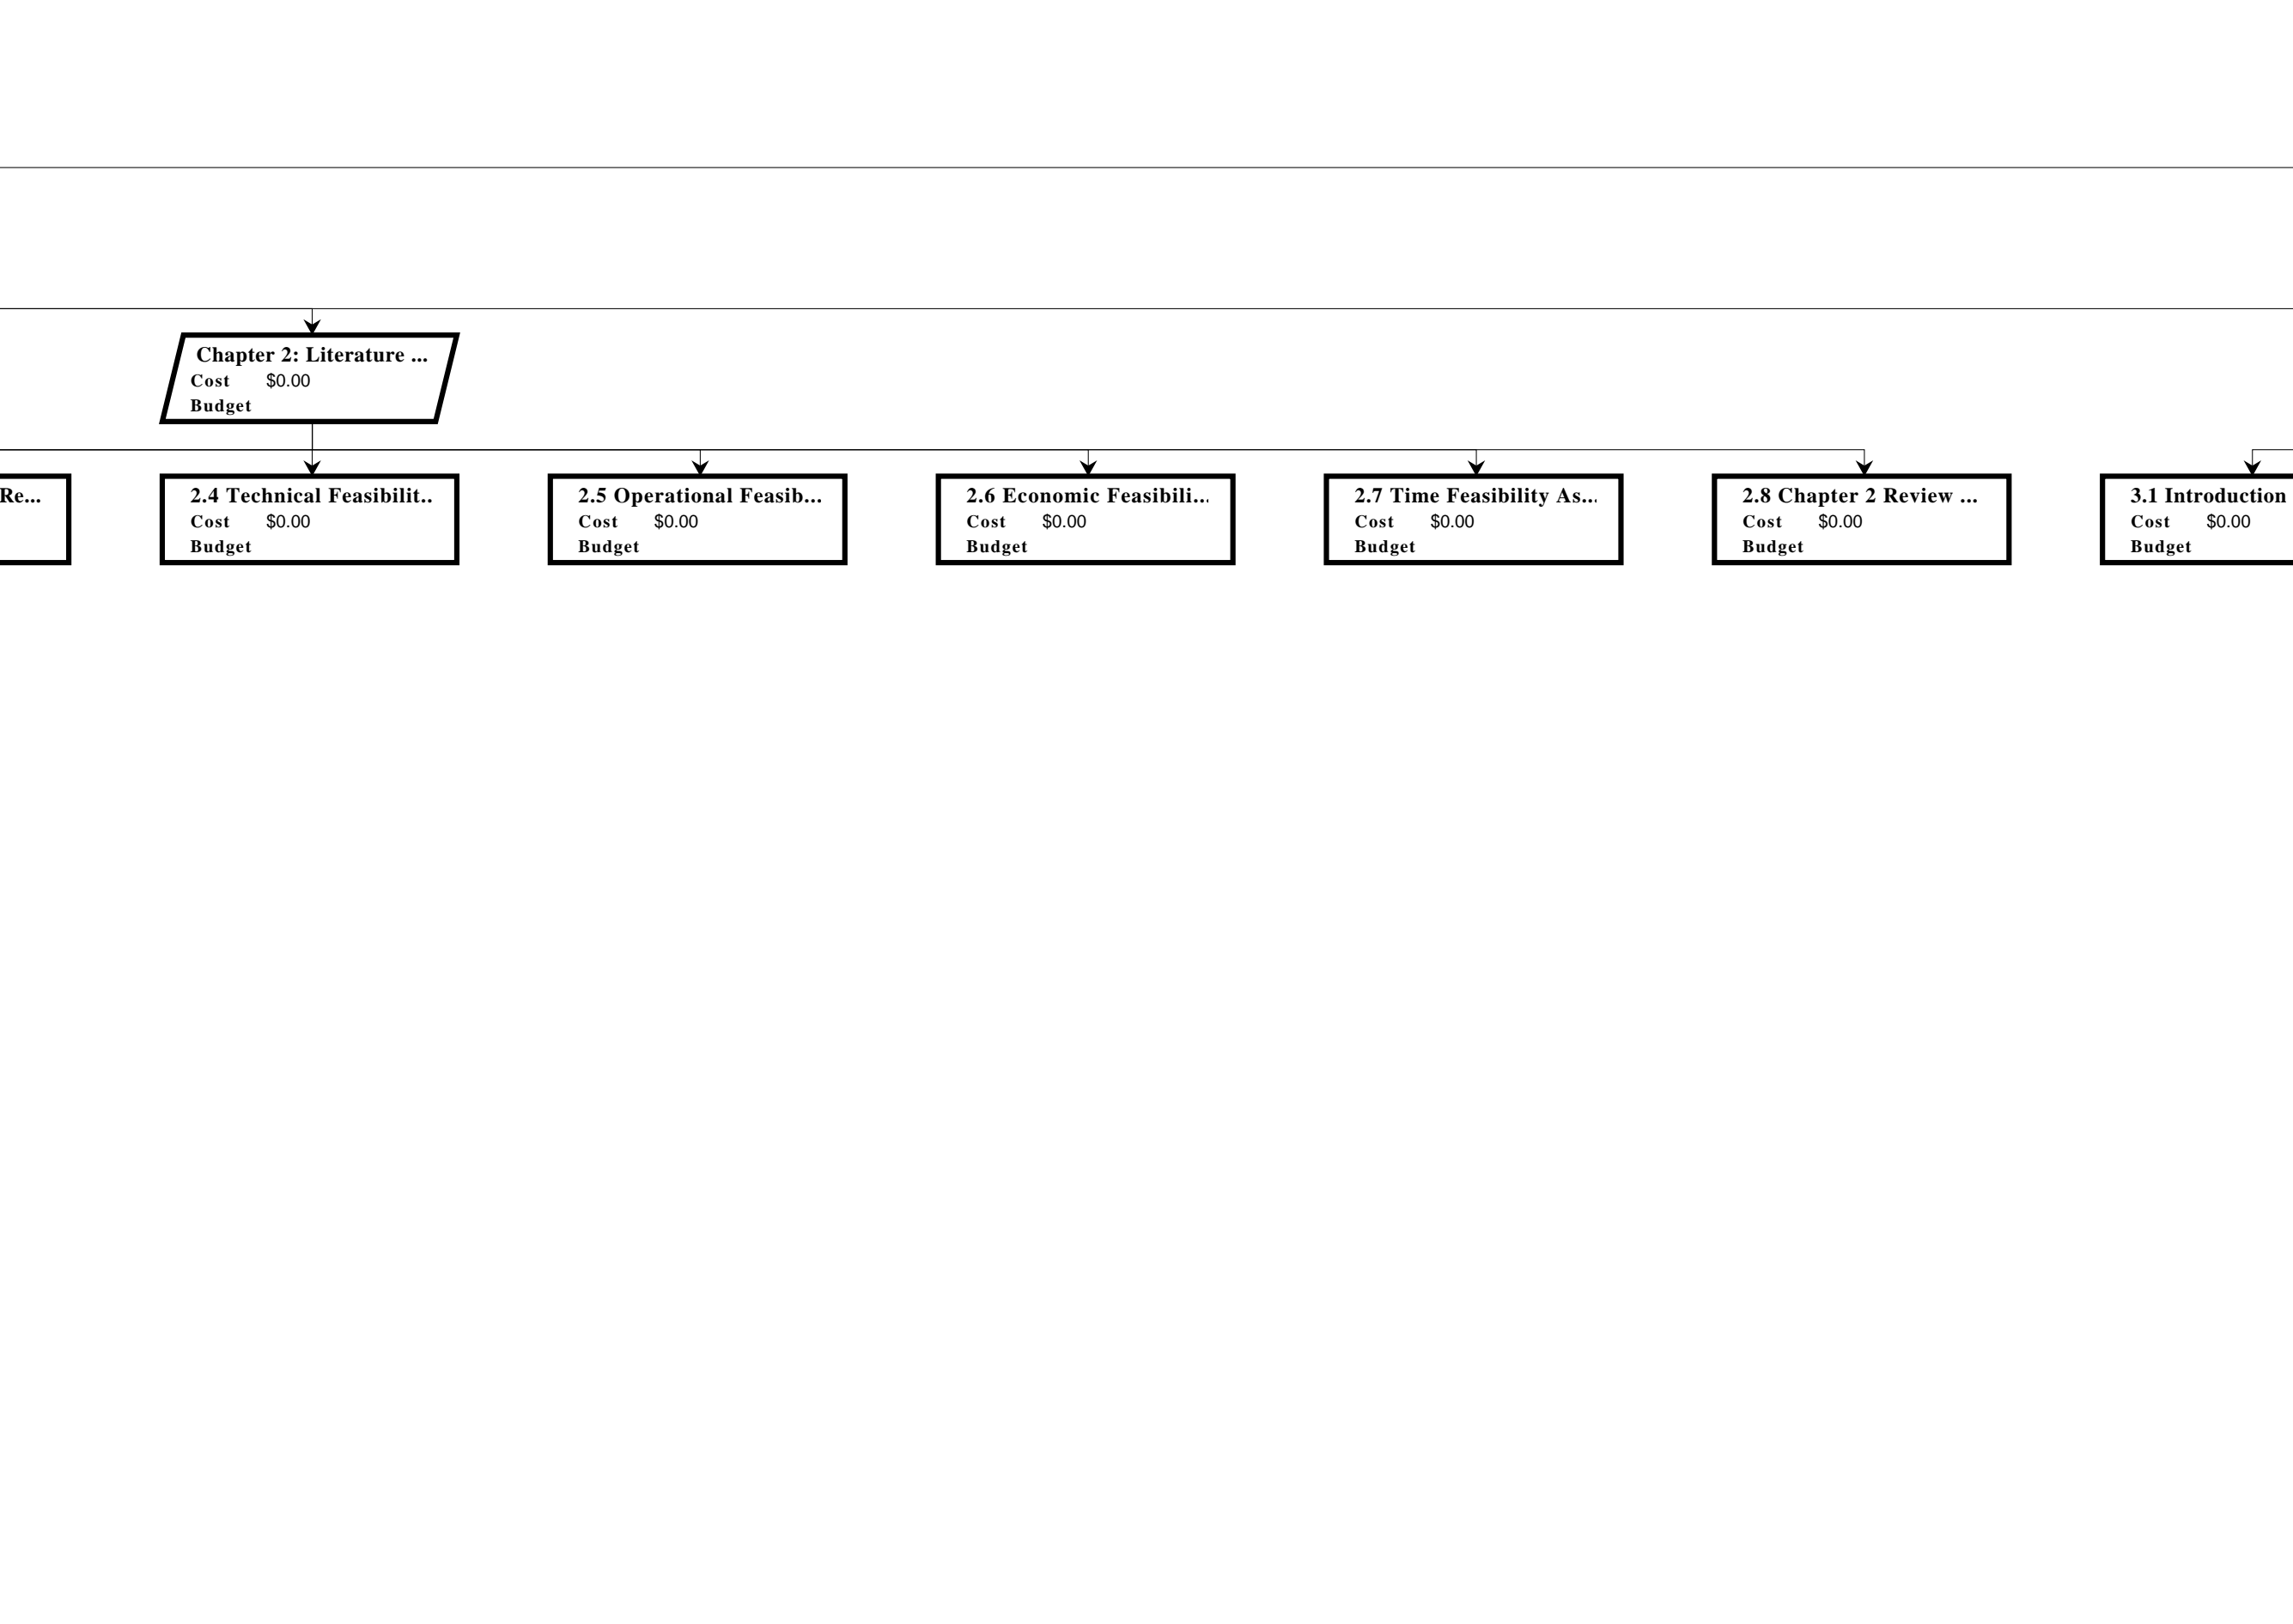 Chapter 2: Literature ...
Cost $0.00
Budget
Re...
2.4 Technical Feasibilit..
Cost $0.00
Budget
2.5 Operational Feasib...
Cost $0.00
Budget
2.6 Economic Feasibili...
Cost $0.00
Budget
2.7 Time Feasibility As...
Cost $0.00
Budget
2.8 Chapter 2 Review ...
Cost $0.00
Budget
3.1 Introduction
Cost $0.00
Budget